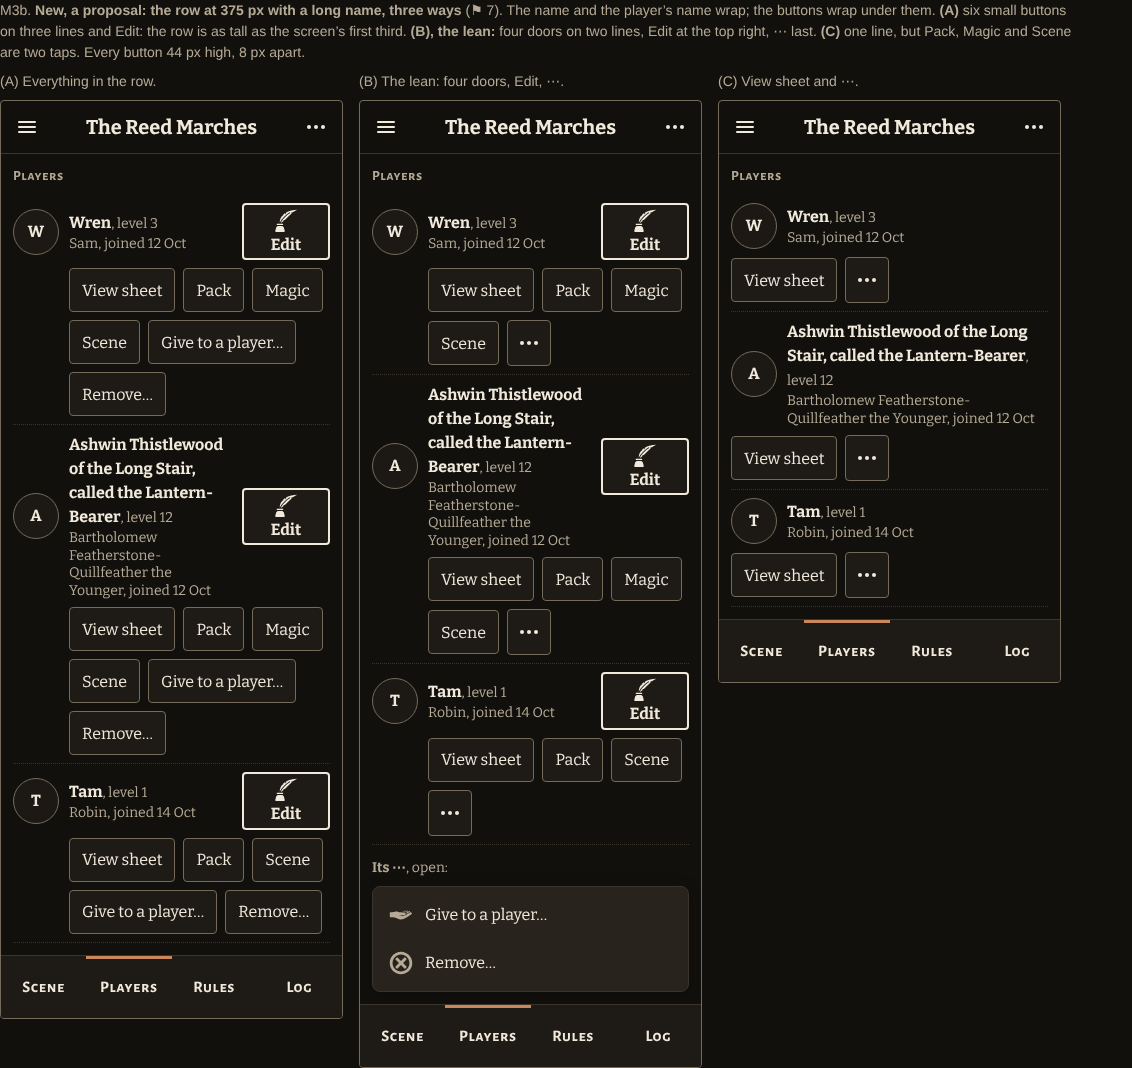 M3b. New, a proposal: the row at 375 px with a long name, three ways (⚑ 7). The name and the player's name wrap; the buttons wrap under them. (A) six small buttons
on three lines and Edit: the row is as tall as the screen's first third. (B), the lean: four doors on two lines, Edit at the top right, ⋯ last. (C) one line, but Pack, Magic and Scene
are two taps. Every button 44 px high, 8 px apart.
(A) Everything in the row.
The Reed Marches
Players
W
Wren, level 3
Sam, joined 12 Oct
Edit
View sheet Pack Magic
Scene Give to a player...
Remove...
A
Ashwin Thistlewood
of the Long Stair,
called the Lantern-
Bearer, level 12
Bartholomew
Featherstone-
Quillfeather the
Younger, joined 12 Oct
Edit
View sheet Pack Magic
Scene Give to a player...
Remove...
T
Tam, level 1
Robin, joined 14 Oct
Edit
View sheet Pack Scene
Give to a player... Remove...
Scene Players Rules Log
(B) The lean: four doors, Edit, ⋯.
The Reed Marches
Players
W
Wren, level 3
Sam, joined 12 Oct
Edit
View sheet Pack Magic
Scene
A
Ashwin Thistlewood
of the Long Stair,
called the Lantern-
Bearer, level 12
Bartholomew
Featherstone-
Quillfeather the
Younger, joined 12 Oct
Edit
View sheet Pack Magic
Scene
T
Tam, level 1
Robin, joined 14 Oct
Edit
View sheet Pack Scene
Its ⋯, open:
Give to a player...
Remove...
Scene Players Rules Log
(C) View sheet and ⋯.
The Reed Marches
Players
W
Wren, level 3
Sam, joined 12 Oct
View sheet
A
Ashwin Thistlewood of the Long
Stair, called the Lantern-Bearer,
level 12
Bartholomew Featherstone-
Quillfeather the Younger, joined 12 Oct
View sheet
T
Tam, level 1
Robin, joined 14 Oct
View sheet
Scene Players Rules Log